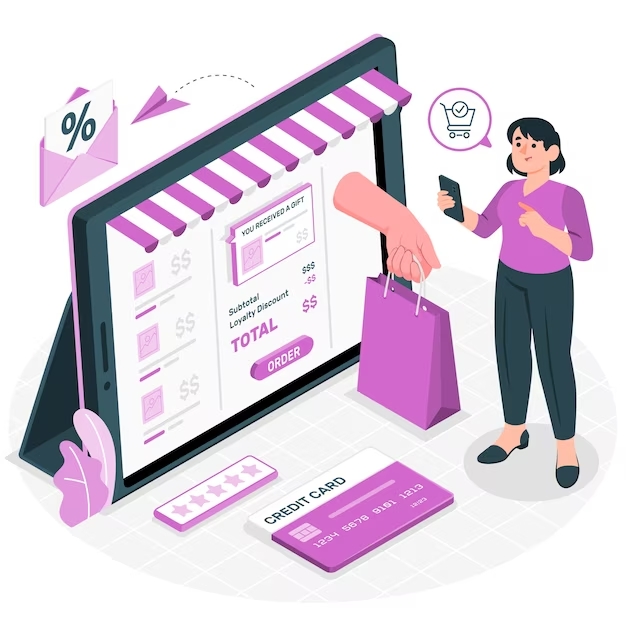 %
YOU RECEIVED A GIFT
$$
$$
$$$
Subtotal
-$$
Loyalty Discount
$$
$$
TOTAL
ORDER
$$
CREDIT CARD
1234 5678 9101 1213